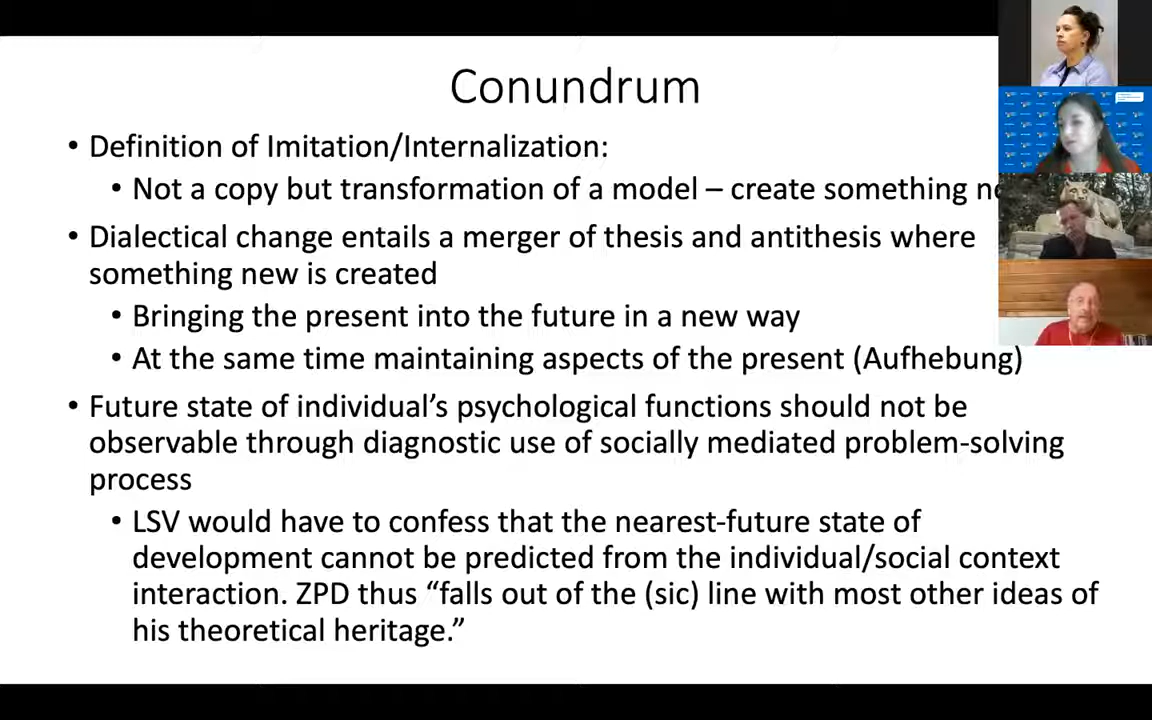 Conundrum
• Definition of Imitation/Internalization:
• Not a copy but transformation of a model – create something
• Dialectical change entails a merger of thesis and antithesis where
something new is created
• Bringing the present into the future in a new way
• At the same time maintaining aspects of the present (Aufhebung)
• Future state of individual’s psychological functions should not be
observable through diagnostic use of socially mediated problem-solving
process
• LSV would have to confess that the nearest-future state of
development cannot be predicted from the individual/social context
interaction. ZPD thus “falls out of the (sic) line with most other ideas of
his theoretical heritage.”